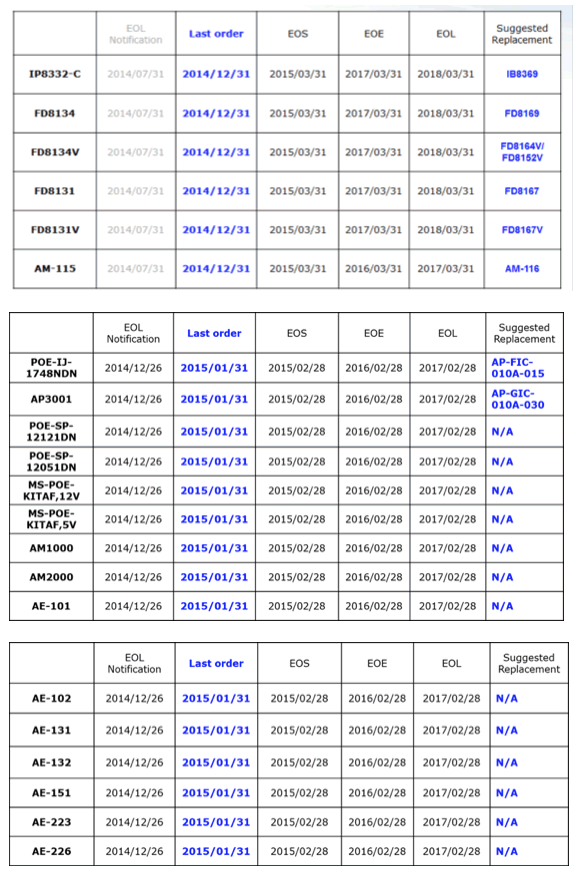 EOL Notification Last order EOS EOE EOL Suggested Replacement
IP8332-C 2014/07/31 2014/12/31 2015/03/31 2017/03/31 2018/03/31 IB8369
FD8134 2014/07/31 2014/12/31 2015/03/31 2017/03/31 2018/03/31 FD8169
FD8134V 2014/07/31 2014/12/31 2015/03/31 2017/03/31 2018/03/31 FD8164V/ FD8152V
FD8131 2014/07/31 2014/12/31 2015/03/31 2017/03/31 2018/03/31 FD8167
FD8131V 2014/07/31 2014/12/31 2015/03/31 2017/03/31 2018/03/31 FD8167V
AM-115 2014/07/31 2014/12/31 2015/03/31 2016/03/31 2017/03/31 AM-116
EOL Notification Last order EOS EOE EOL Suggested Replacement
POE-IJ-1748NDN 2014/12/26 2015/01/31 2015/02/28 2016/02/28 2017/02/28 AP-FIC-010A-015
AP3001 2014/12/26 2015/01/31 2015/02/28 2016/02/28 2017/02/28 AP-GIC-010A-030
POE-SP-12121DN 2014/12/26 2015/01/31 2015/02/28 2016/02/28 2017/02/28 N/A
POE-SP-12051DN 2014/12/26 2015/01/31 2015/02/28 2016/02/28 2017/02/28 N/A
MS-POE-KITAF,12V 2014/12/26 2015/01/31 2015/02/28 2016/02/28 2017/02/28 N/A
MS-POE-KITAF,5V 2014/12/26 2015/01/31 2015/02/28 2016/02/28 2017/02/28 N/A
AM1000 2014/12/26 2015/01/31 2015/02/28 2016/02/28 2017/02/28 N/A
AM2000 2014/12/26 2015/01/31 2015/02/28 2016/02/28 2017/02/28 N/A
AE-101 2014/12/26 2015/01/31 2015/02/28 2016/02/28 2017/02/28 N/A
EOL Notification Last order EOS EOE EOL Suggested Replacement
AE-102 2014/12/26 2015/01/31 2015/02/28 2016/02/28 2017/02/28 N/A
AE-131 2014/12/26 2015/01/31 2015/02/28 2016/02/28 2017/02/28 N/A
AE-132 2014/12/26 2015/01/31 2015/02/28 2016/02/28 2017/02/28 N/A
AE-151 2014/12/26 2015/01/31 2015/02/28 2016/02/28 2017/02/28 N/A
AE-223 2014/12/26 2015/01/31 2015/02/28 2016/02/28 2017/02/28 N/A
AE-226 2014/12/26 2015/01/31 2015/02/28 2016/02/28 2017/02/28 N/A